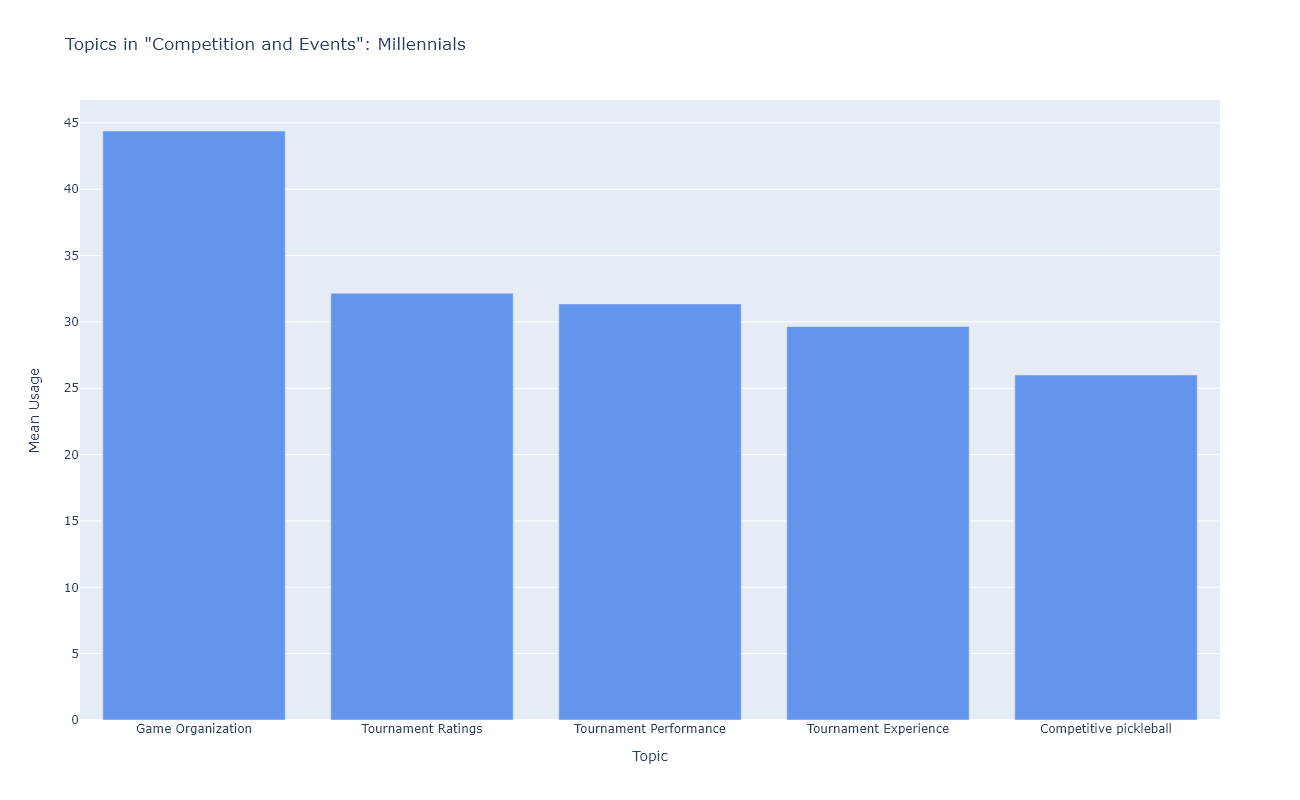 Topics in "Competition and Events": Millennials
Mean Usage
45
40
35
30
25
20
15
10
5
0
Game Organization
Tournament Ratings
Tournament Performance
Tournament Experience
Competitive pickleball
Topic